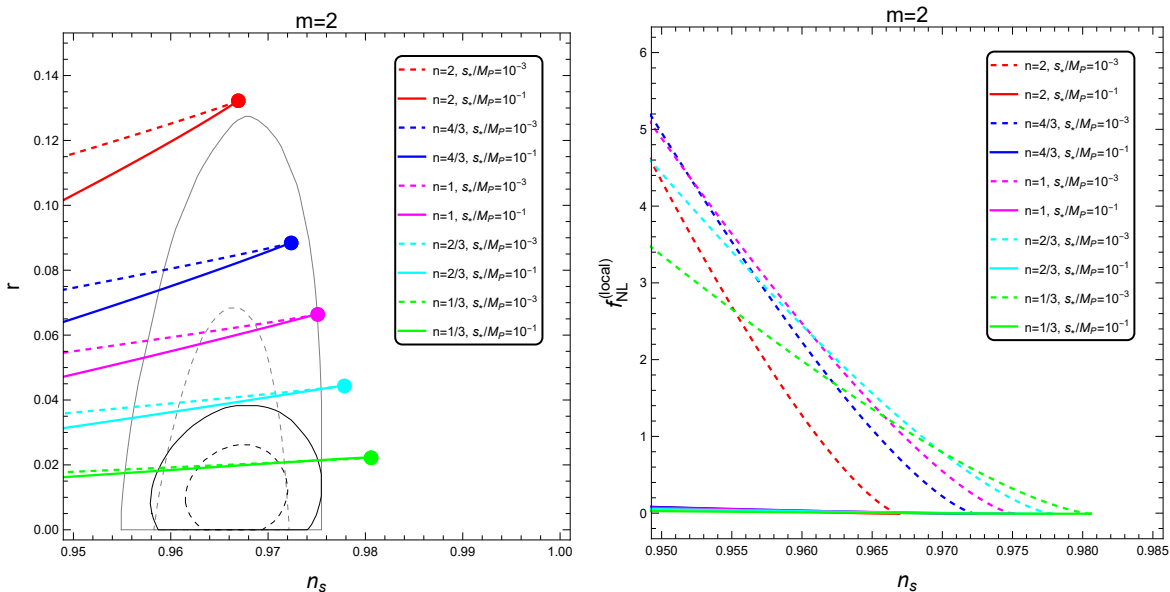 m=2
r
0.14
0.12
0.10
0.08
0.06
0.04
0.02
0.00
0.95
0.96
0.97
0.98
0.99
1.00
n_s
n=2, s_*/M_P=10^-3
n=2, s_*/M_P=10^-1
n=4/3, s_*/M_P=10^-3
n=4/3, s_*/M_P=10^-1
n=1, s_*/M_P=10^-3
n=1, s_*/M_P=10^-1
n=2/3, s_*/M_P=10^-3
n=2/3, s_*/M_P=10^-1
n=1/3, s_*/M_P=10^-3
n=1/3, s_*/M_P=10^-1
m=2
f_NL^(local)
6
5
4
3
2
1
0
0.950
0.955
0.960
0.965
0.970
0.975
0.980
0.985
n_s
n=2, s_*/M_P=10^-3
n=2, s_*/M_P=10^-1
n=4/3, s_*/M_P=10^-3
n=4/3, s_*/M_P=10^-1
n=1, s_*/M_P=10^-3
n=1, s_*/M_P=10^-1
n=2/3, s_*/M_P=10^-3
n=2/3, s_*/M_P=10^-1
n=1/3, s_*/M_P=10^-3
n=1/3, s_*/M_P=10^-1